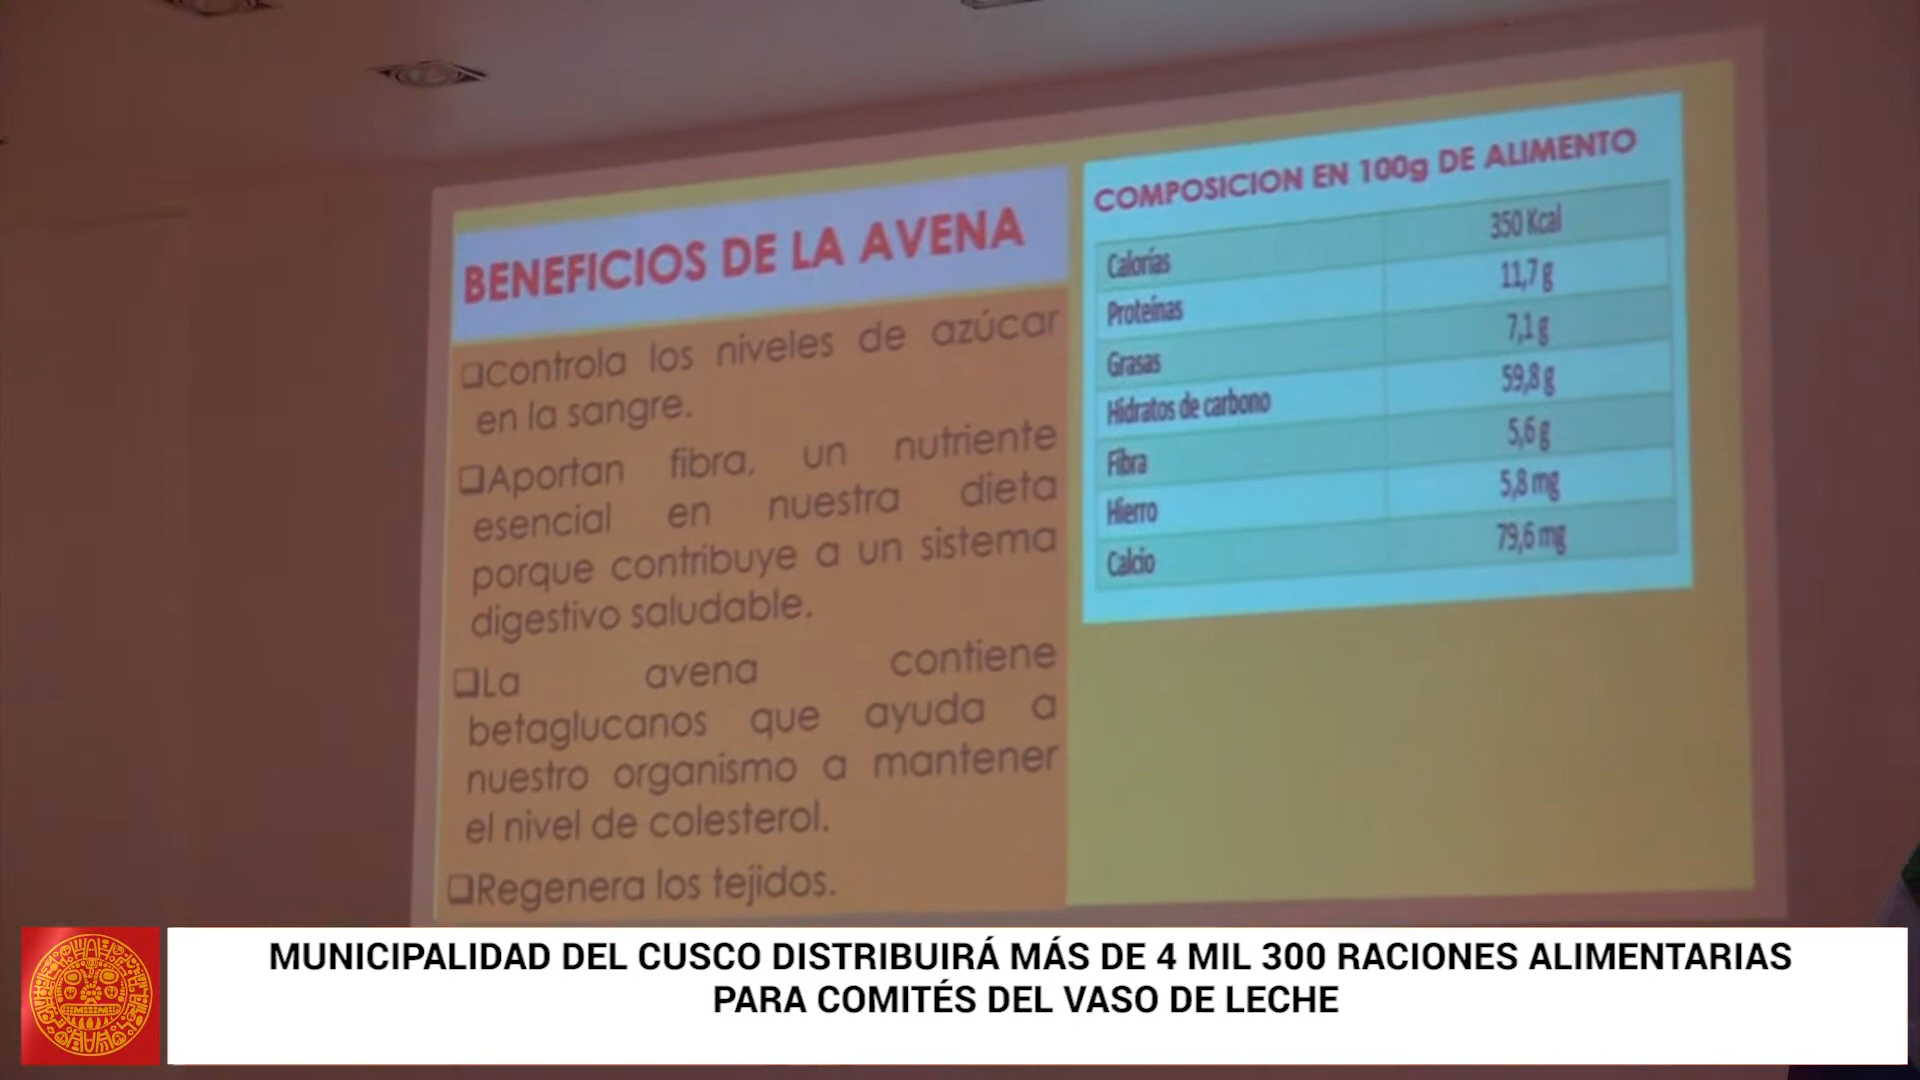 BENEFICIOS DE LA AVENA
❑Controla los niveles de azúcar
en la sangre.
❑Aportan fibra, un nutriente
esencial en nuestra dieta
porque contribuye a un sistema
digestivo saludable.
❑La avena contiene
betaglucanos que ayuda a
nuestro organismo a mantener
el nivel de colesterol.
❑Regenera los tejidos.
COMPOSICION EN 100g DE ALIMENTO
Calorías 350 Kcal
Proteínas 11,7 g
Grasas 7,1 g
Hidratos de carbono 59,8 g
Fibra 5,6 g
Hierro 5,8 mg
Calcio 79,6 mg
MUNICIPALIDAD DEL CUSCO DISTRIBUIRÁ MÁS DE 4 MIL 300 RACIONES ALIMENTARIAS
PARA COMITÉS DEL VASO DE LECHE